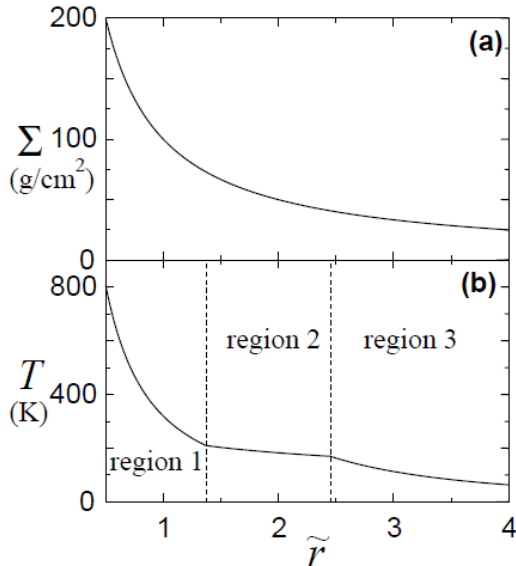 200
(a)
Σ
(g/cm²)
100
0
800
(b)
region 2
region 3
T
(K)
400
region 1
0
1
2
3
4
r̃